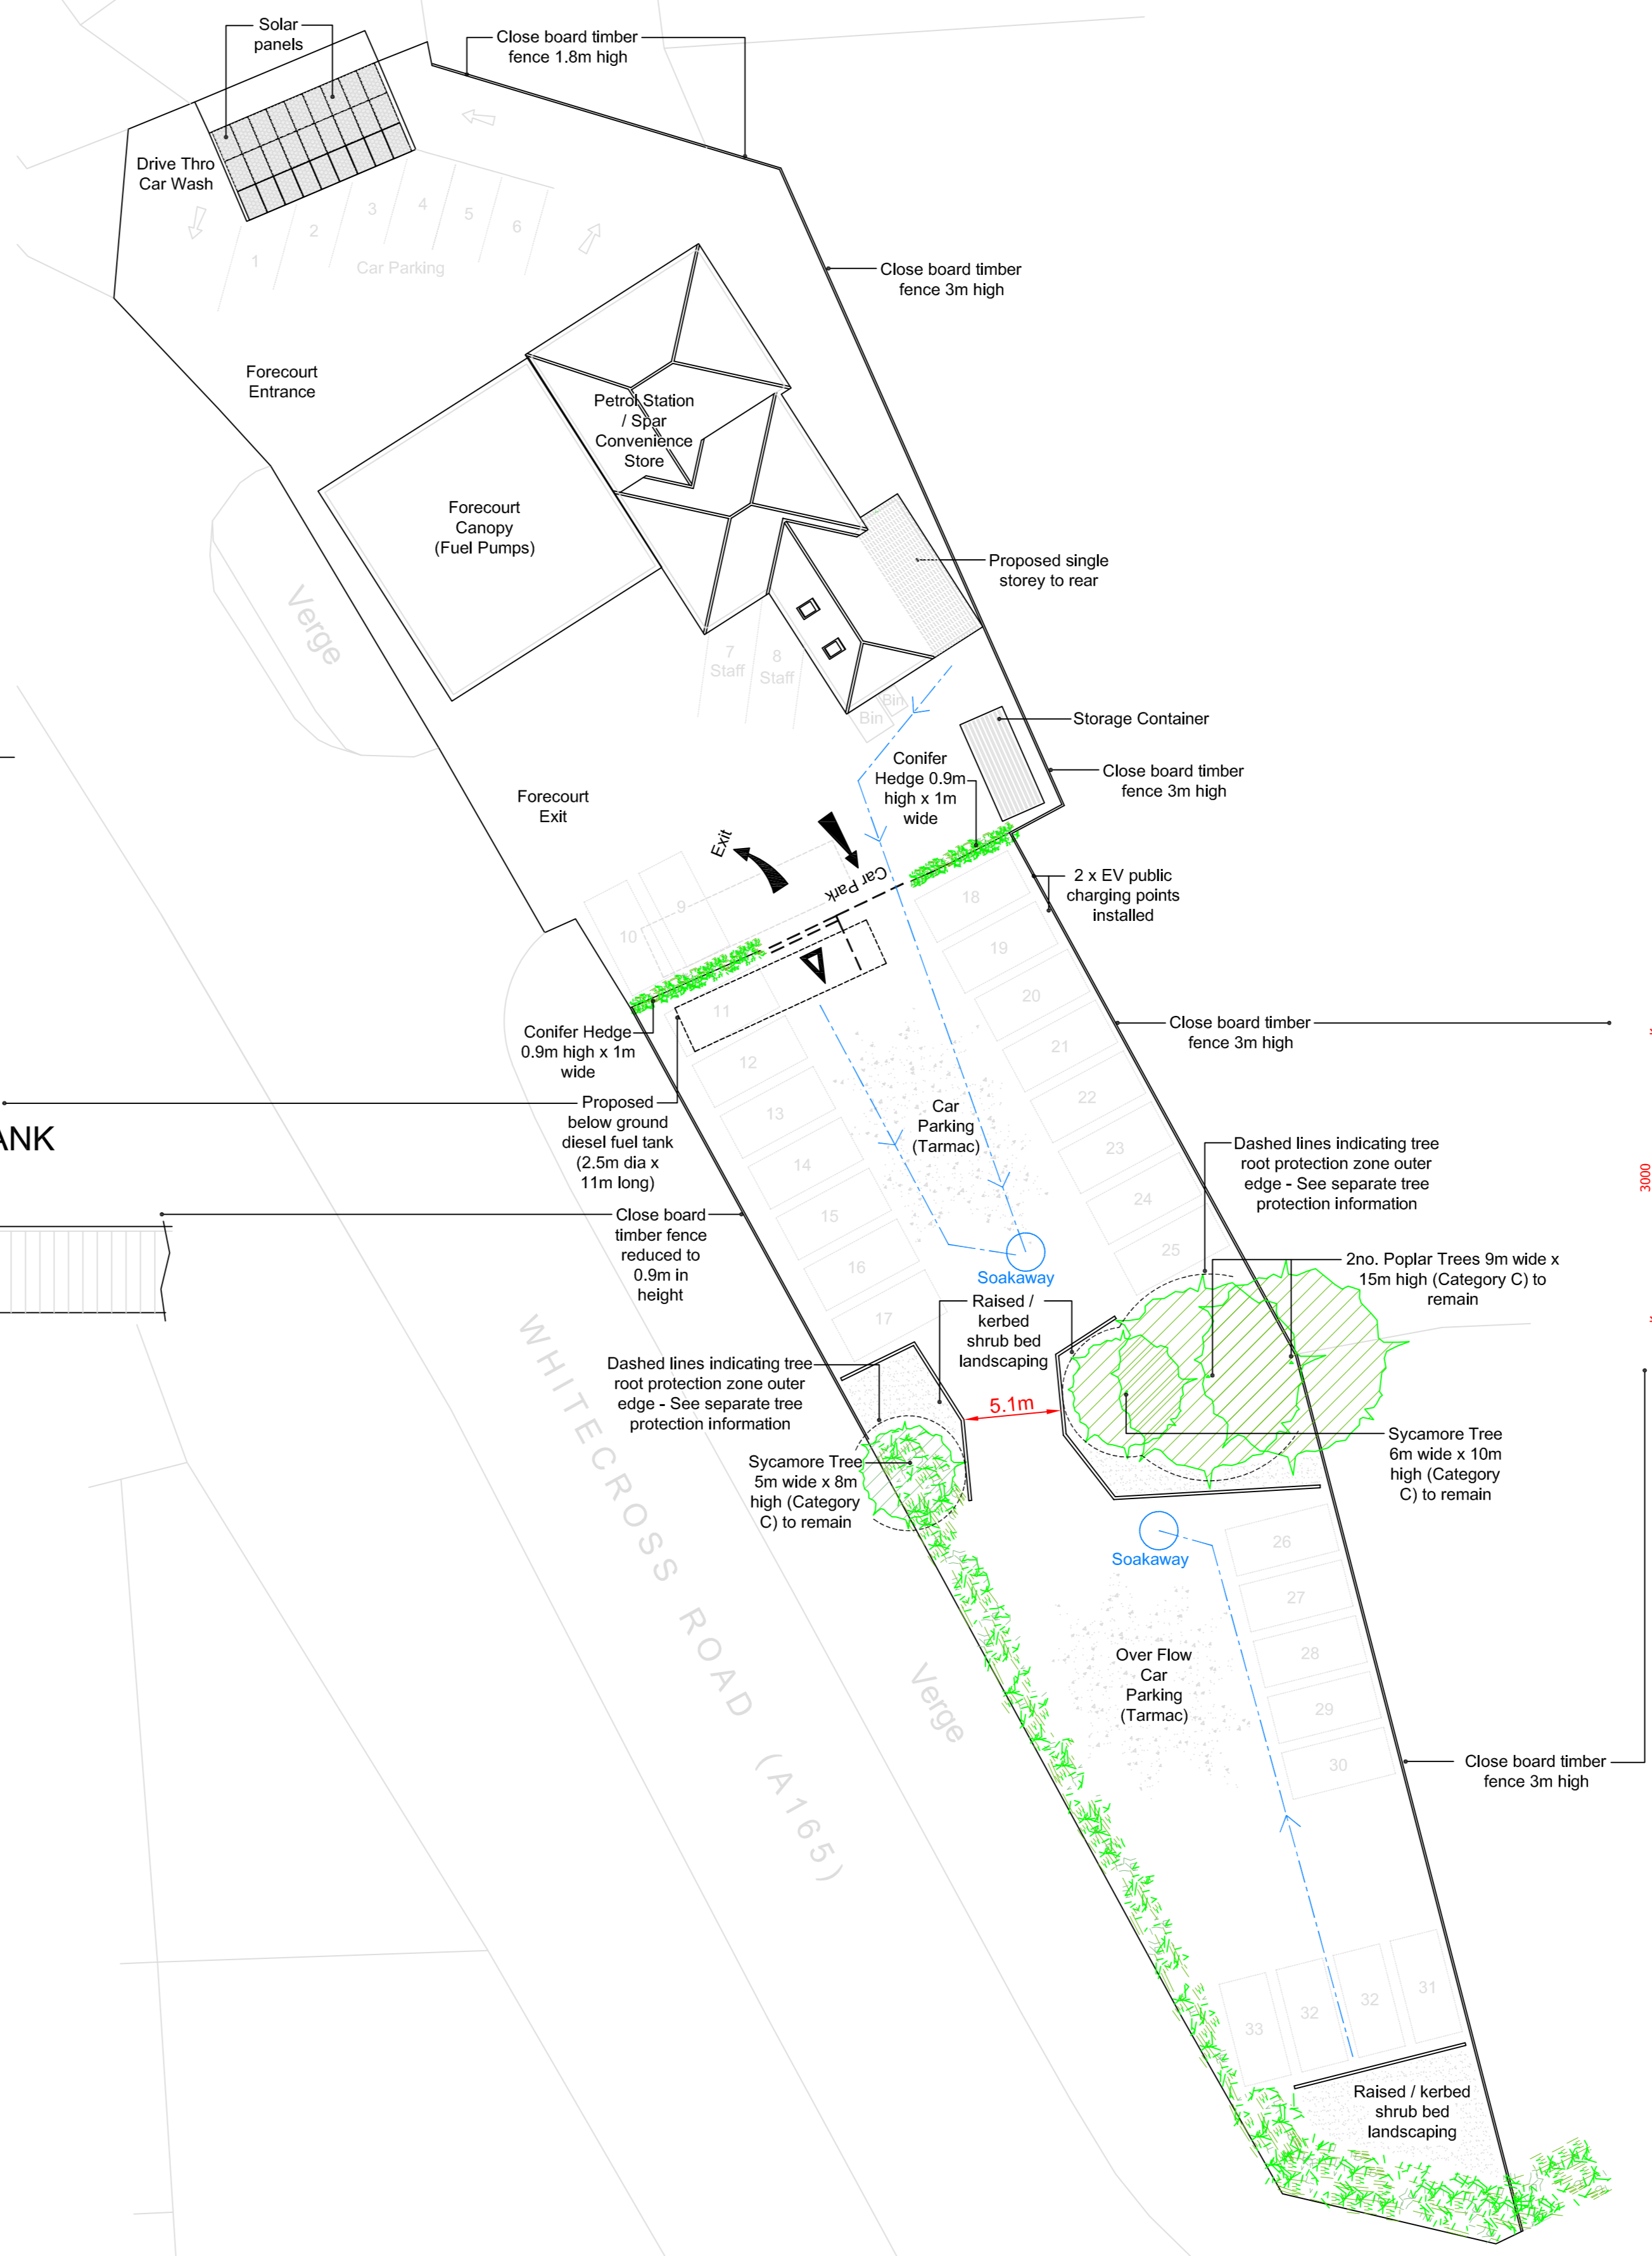 Solar
panels
Close board timber
fence 1.8m high
Drive Thro
Car Wash
1
2
3
4
5
6
Car Parking
Close board timber
fence 3m high
Forecourt
Entrance
Petrol Station
/ Spar
Convenience
Store
Forecourt
Canopy
(Fuel Pumps)
Proposed single
storey to rear
Verge
7
Staff
8
Staff
Bin
Bin
Storage Container
Conifer
Hedge 0.9m
high x 1m
wide
Close board timber
fence 3m high
Forecourt
Exit
Exit
Car Park
2 x EV public
charging points
installed
9
10
18
19
20
21
22
23
24
25
11
12
13
14
15
16
17
Conifer Hedge
0.9m high x 1m
wide
Close board timber
fence 3m high
Proposed
below ground
diesel fuel tank
(2.5m dia x
11m long)
ANK
Car
Parking
(Tarmac)
Dashed lines indicating tree
root protection zone outer
edge - See separate tree
protection information
3000
Close board
timber fence
reduced to
0.9m in
height
Soakaway
2no. Poplar Trees 9m wide x
15m high (Category C) to
remain
Raised /
kerbed
shrub bed
landscaping
Dashed lines indicating tree
root protection zone outer
edge - See separate tree
protection information
5.1m
Sycamore Tree
5m wide x 8m
high (Category
C) to remain
Sycamore Tree
6m wide x 10m
high (Category
C) to remain
WHITECROSS ROAD (A165)
Soakaway
26
27
28
29
30
Verge
Over Flow
Car
Parking
(Tarmac)
Close board timber
fence 3m high
33
32
32
31
Raised / kerbed
shrub bed
landscaping